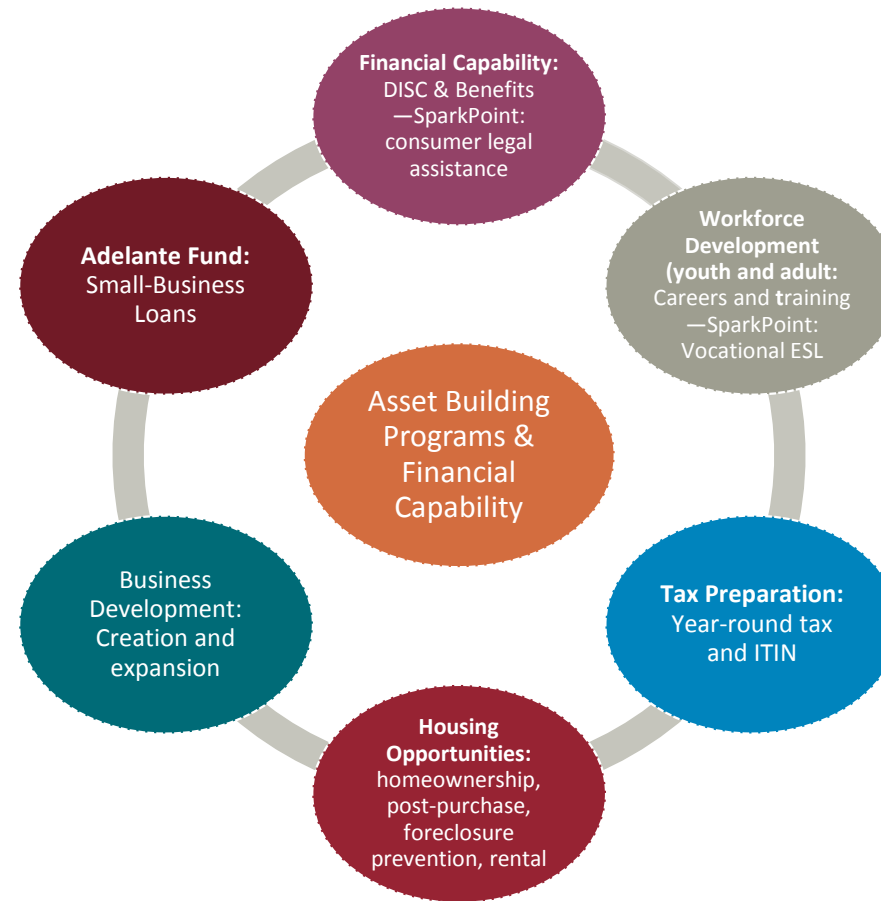 Financial Capability:
DISC & Benefits
—SparkPoint:
consumer legal
assistance
Workforce
Development
(youth and adult:
Careers and training
—SparkPoint:
Vocational ESL
Adelante Fund:
Small-Business
Loans
Asset Building
Programs &
Financial
Capability
Business
Development:
Creation and
expansion
Tax Preparation:
Year-round tax
and ITIN
Housing
Opportunities:
homeownership,
post-purchase,
foreclosure
prevention, rental